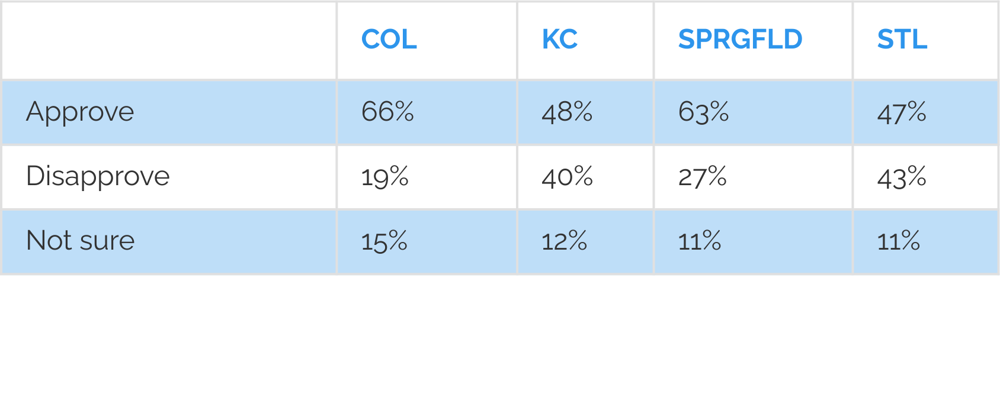 COL KC SPRGFLD STL
Approve 66% 48% 63% 47%
Disapprove 19% 40% 27% 43%
Not sure 15% 12% 11% 11%